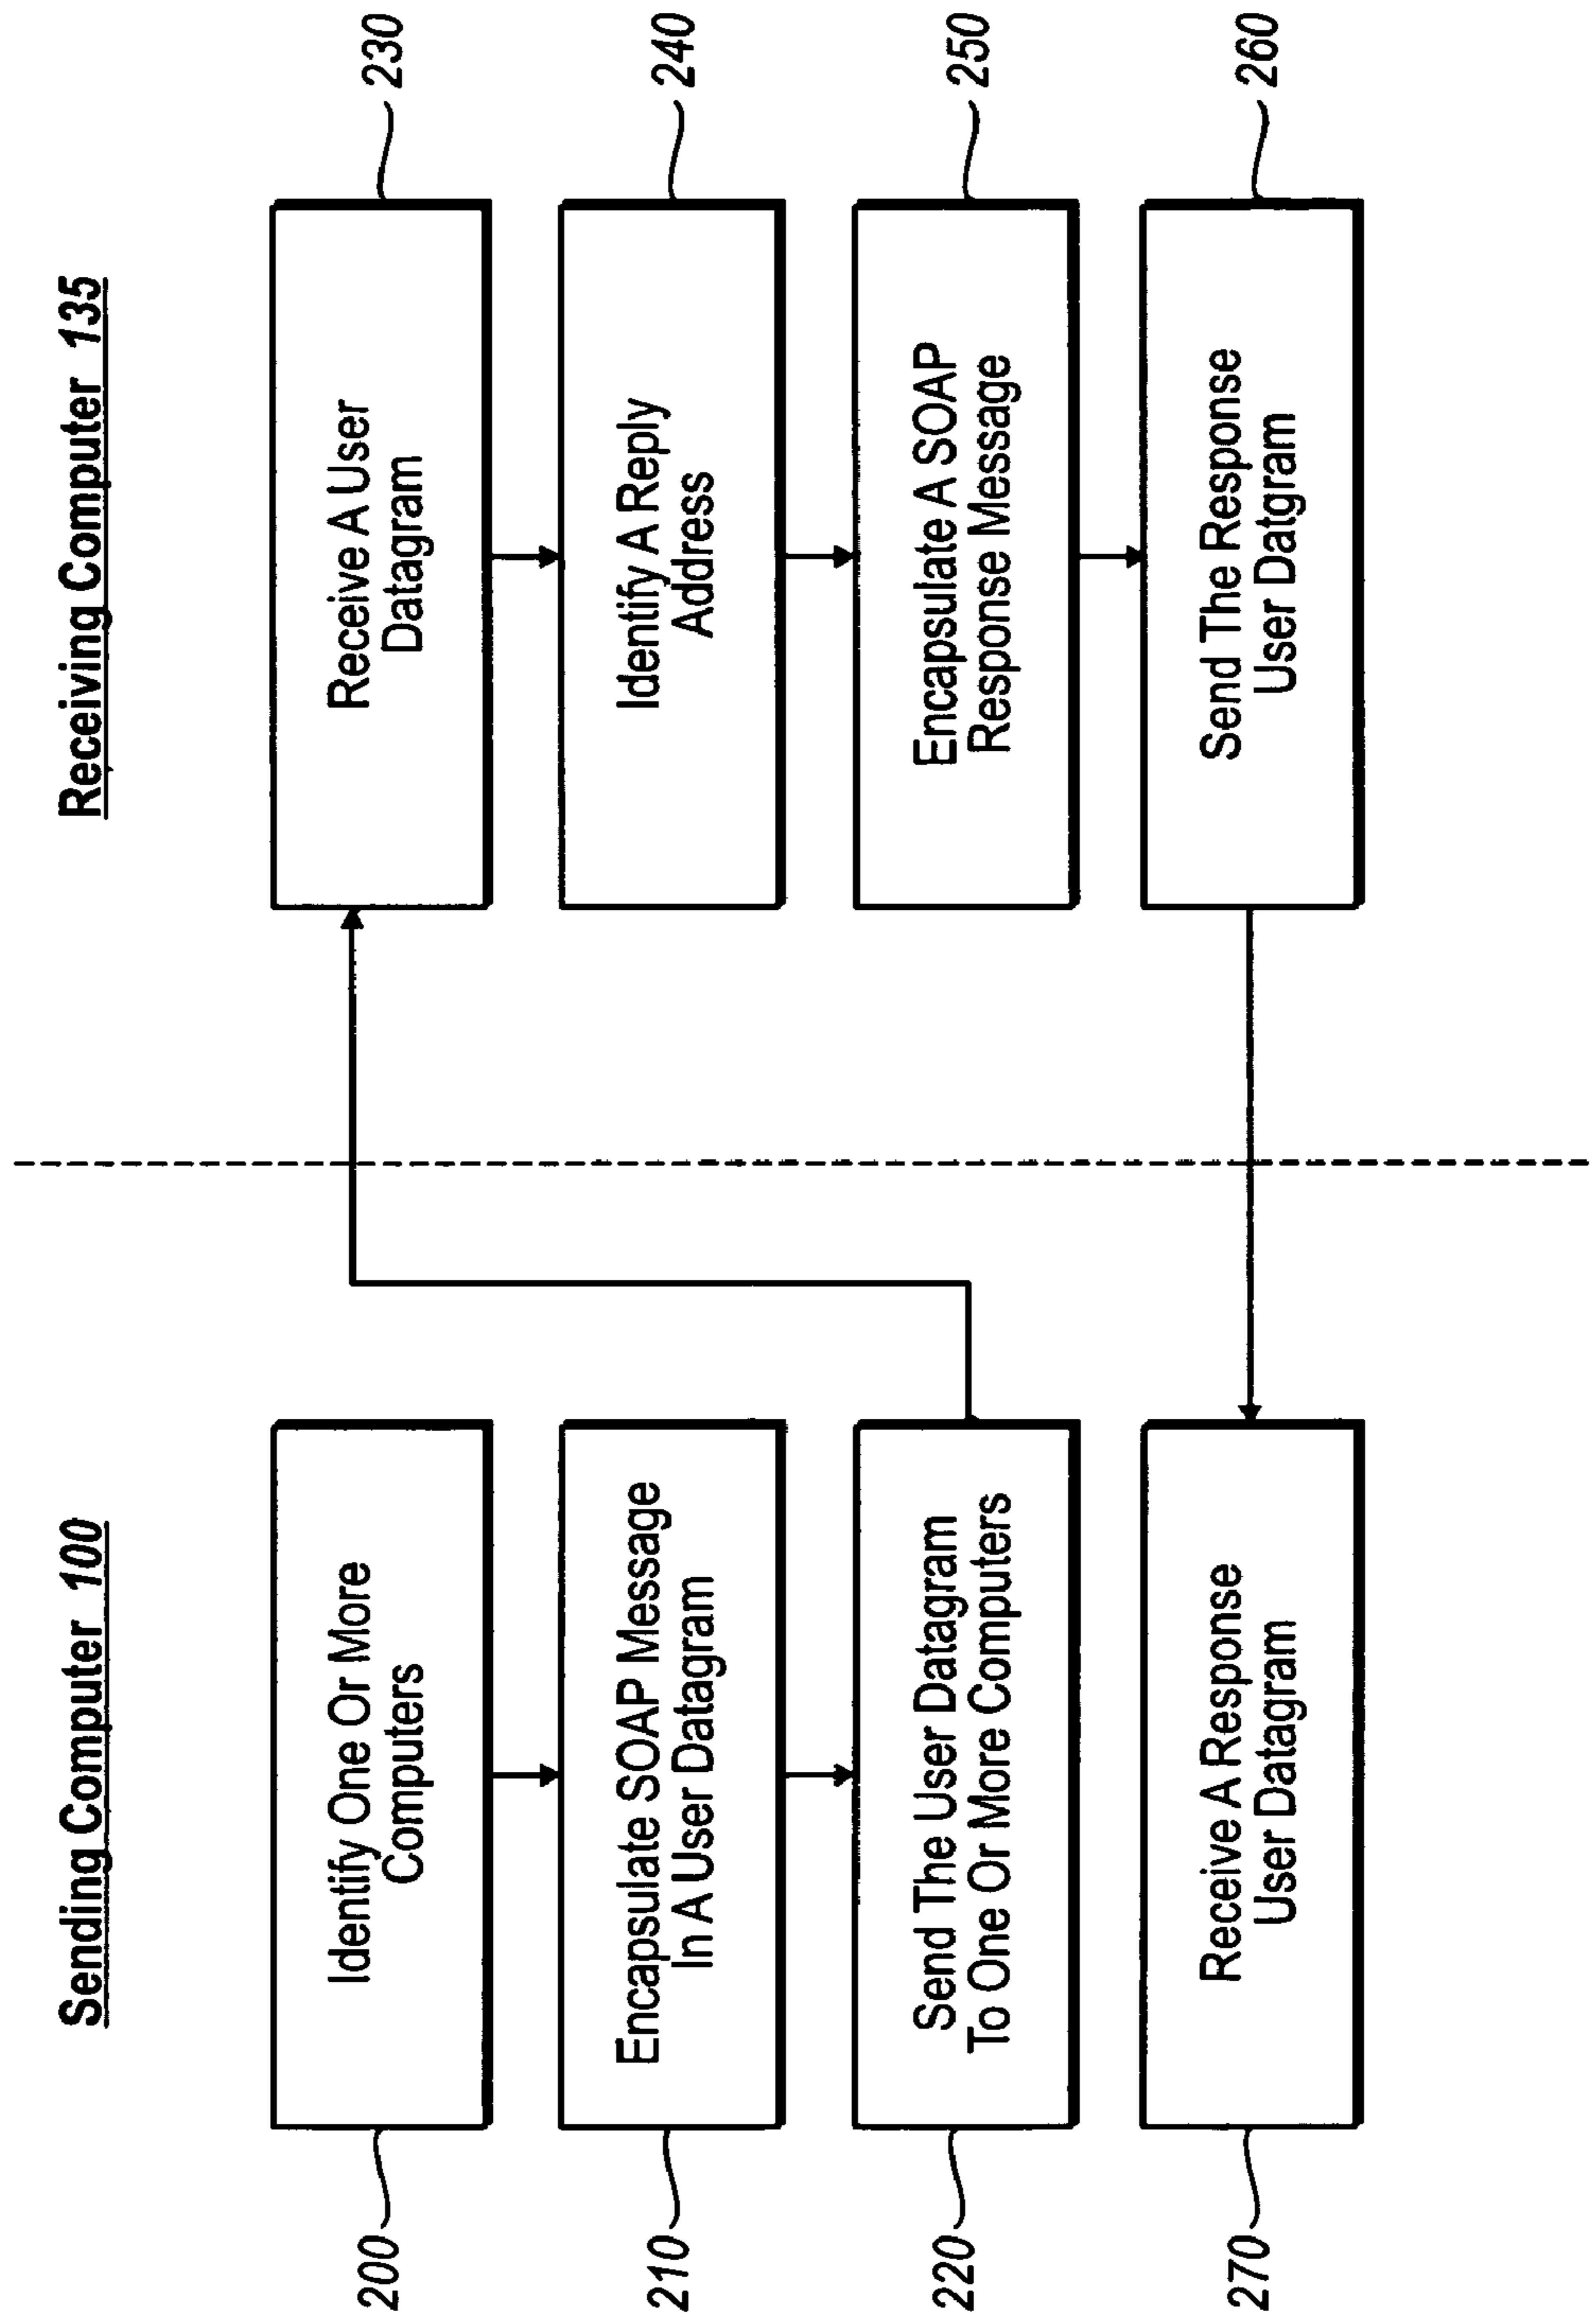 Sending Computer 100
200
Identify One Or More
Computers
210
Encapsulate SOAP Message
In A User Datagram
220
Send The User Datagram
To One Or More Computers
270
Receive A Response
User Datagram
Receiving Computer 135
Receive A User
Datagram
230
Identify A Reply
Address
240
Encapsulate A SOAP
Response Message
250
Send The Response
User Datgram
260